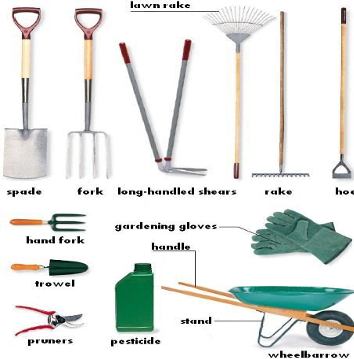 lawn rake
spade
fork
long-handled shears
rake
hoe
hand fork
gardening gloves
handle
trowel
stand
pruners
pesticide
wheelbarrow